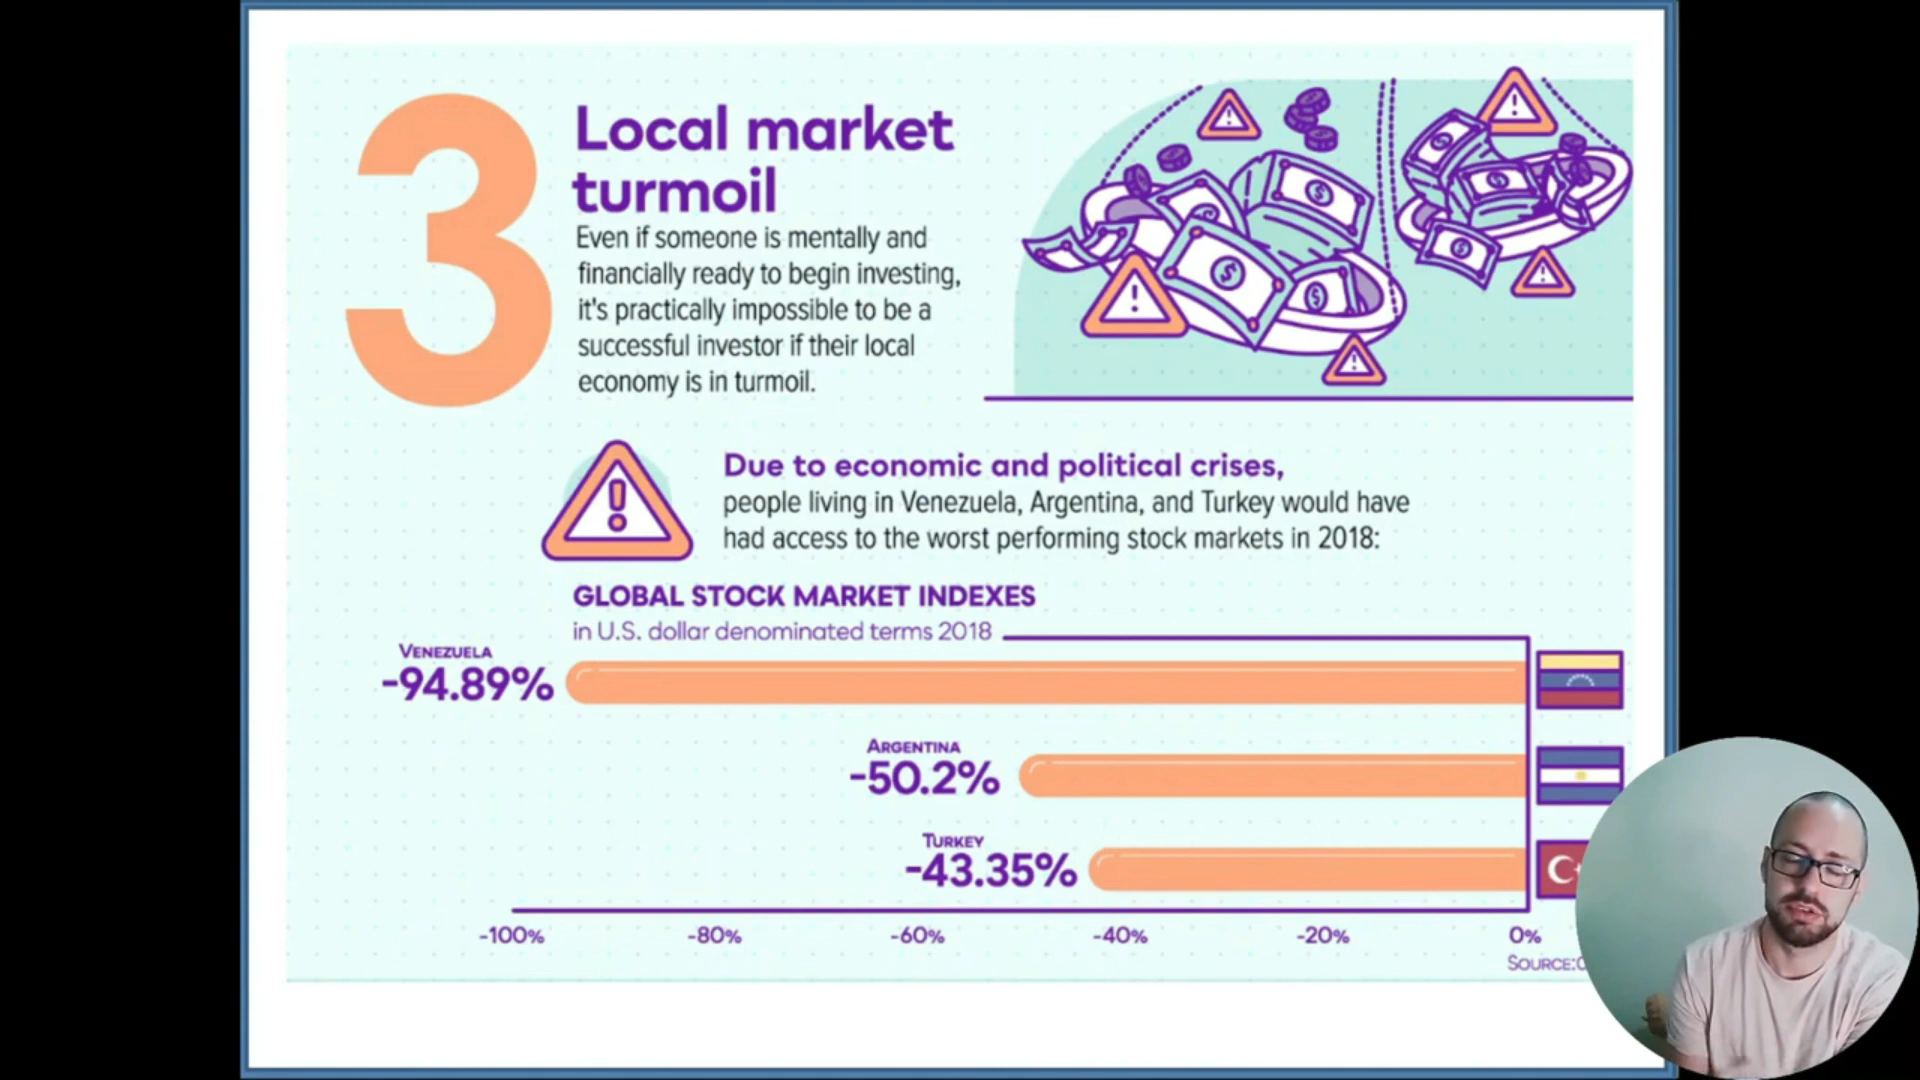 3
Local market
turmoil
Even if someone is mentally and
financially ready to begin investing,
it's practically impossible to be a
successful investor if their local
economy is in turmoil.
Due to economic and political crises,
people living in Venezuela, Argentina, and Turkey would have
had access to the worst performing stock markets in 2018:
GLOBAL STOCK MARKET INDEXES
in U.S. dollar denominated terms 2018
VENEZUELA
-94.89%
ARGENTINA
-50.2%
TURKEY
-43.35%
-100% -80% -60% -40% -20% 0%
SOURCE: